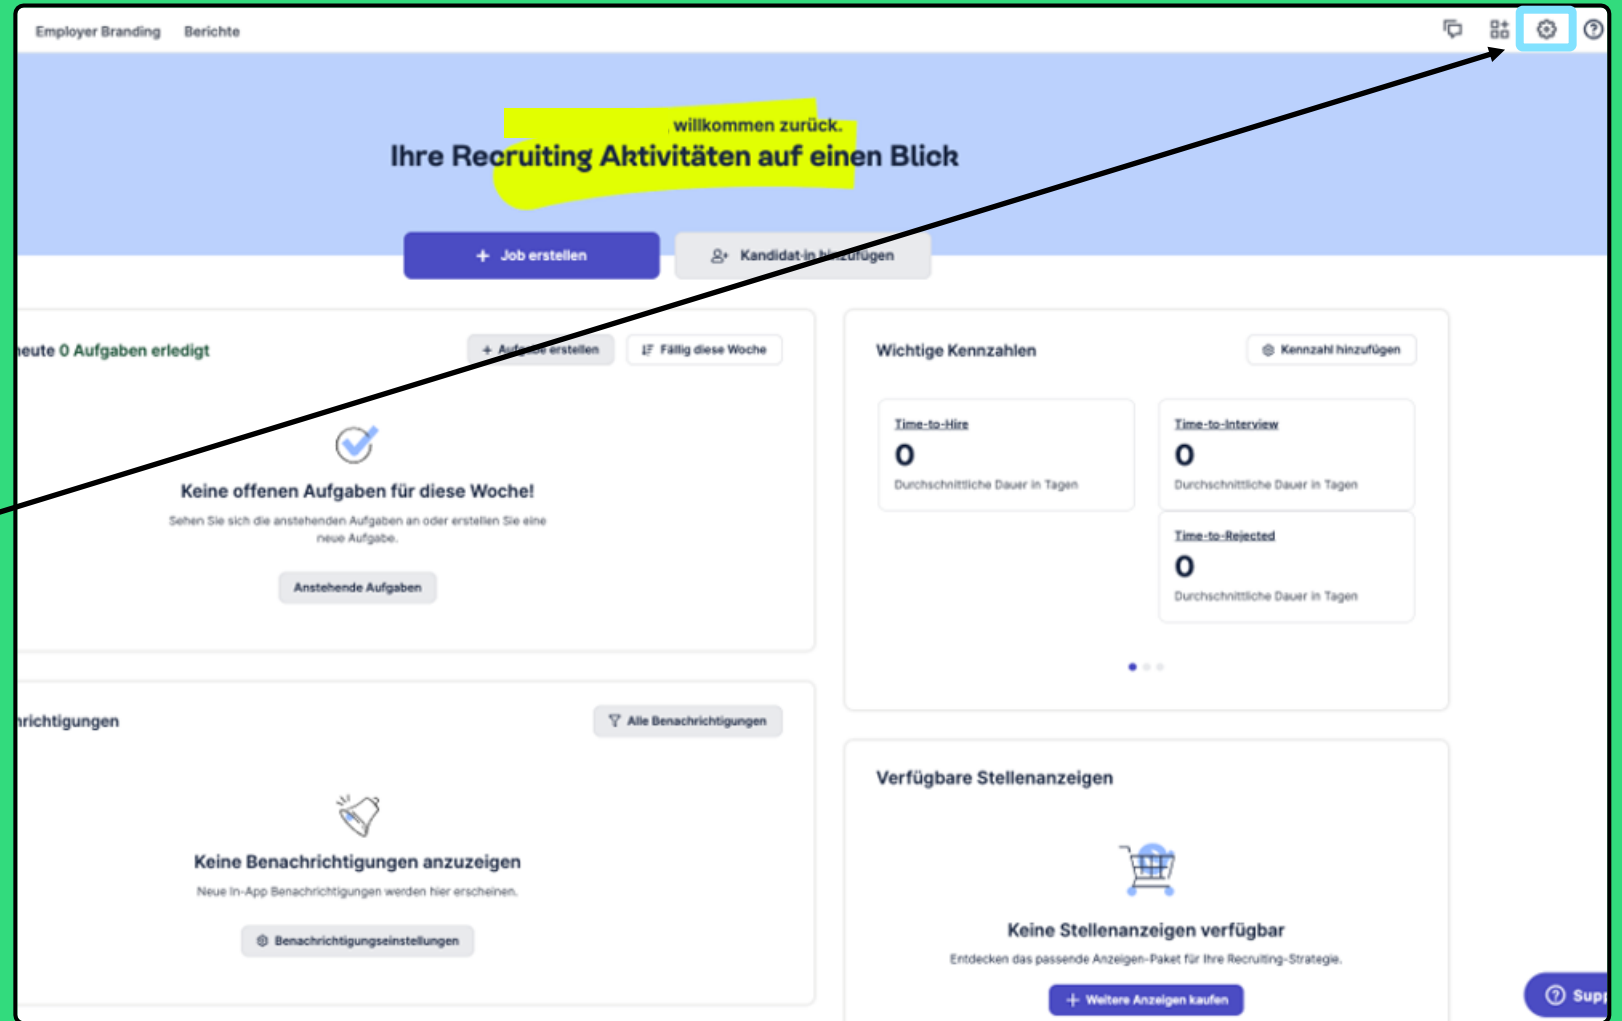 Employer Branding Berichte
, willkommen zurück.
Ihre Recruiting Aktivitäten auf einen Blick
+ Job erstellen
Kandidat·in hinzufügen
heute 0 Aufgaben erledigt
+ Aufgabe erstellen
Fällig diese Woche
Keine offenen Aufgaben für diese Woche!
Sehen Sie sich die anstehenden Aufgaben an oder erstellen Sie eine
neue Aufgabe.
Anstehende Aufgaben
Wichtige Kennzahlen
Kennzahl hinzufügen
Time-to-Hire
0
Durchschnittliche Dauer in Tagen
Time-to-Interview
0
Durchschnittliche Dauer in Tagen
Time-to-Rejected
0
Durchschnittliche Dauer in Tagen
hrichtigungen
Alle Benachrichtigungen
Keine Benachrichtigungen anzuzeigen
Neue In-App Benachrichtigungen werden hier erscheinen.
Benachrichtigungseinstellungen
Verfügbare Stellenanzeigen
Keine Stellenanzeigen verfügbar
Entdecken das passende Anzeigen-Paket für Ihre Recruiting-Strategie.
+ Weitere Anzeigen kaufen
Supp